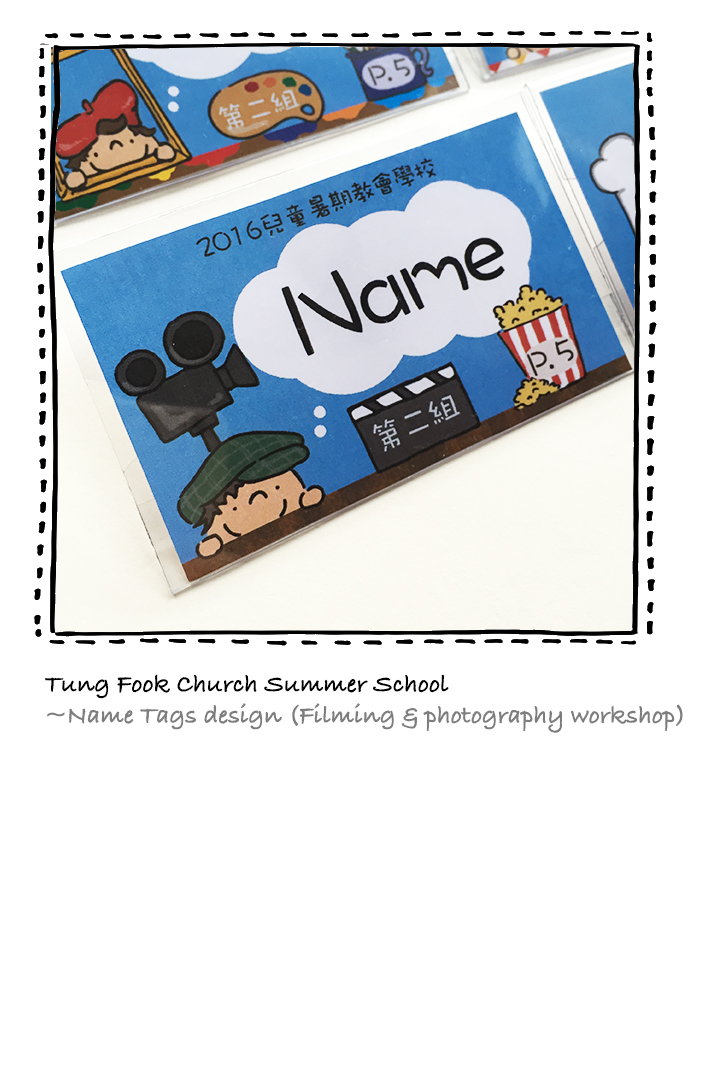 P.5
第二組
2016兒童暑期教會學校
Name
P.5
第二組
Tung Fook Church Summer School
~Name Tags design (Filming & photography workshop)